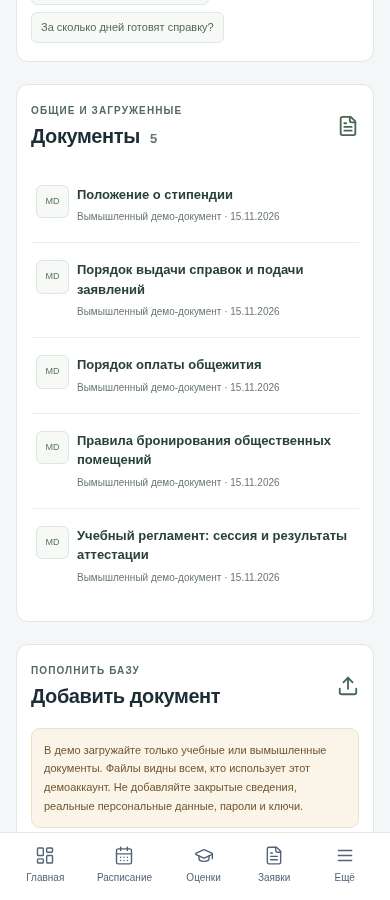 За сколько дней готовят справку?
ОБЩИЕ И ЗАГРУЖЕННЫЕ
Документы 5
MD
Положение о стипендии
Вымышленный демо-документ · 15.11.2026
MD
Порядок выдачи справок и подачи
заявлений
Вымышленный демо-документ · 15.11.2026
MD
Порядок оплаты общежития
Вымышленный демо-документ · 15.11.2026
MD
Правила бронирования общественных
помещений
Вымышленный демо-документ · 15.11.2026
MD
Учебный регламент: сессия и результаты
аттестации
Вымышленный демо-документ · 15.11.2026
ПОПОЛНИТЬ БАЗУ
Добавить документ
В демо загружайте только учебные или вымышленные
документы. Файлы видны всем, кто использует этот
демоаккаунт. Не добавляйте закрытые сведения,
реальные персональные данные, пароли и ключи.
Главная Расписание Оценки Заявки Ещё